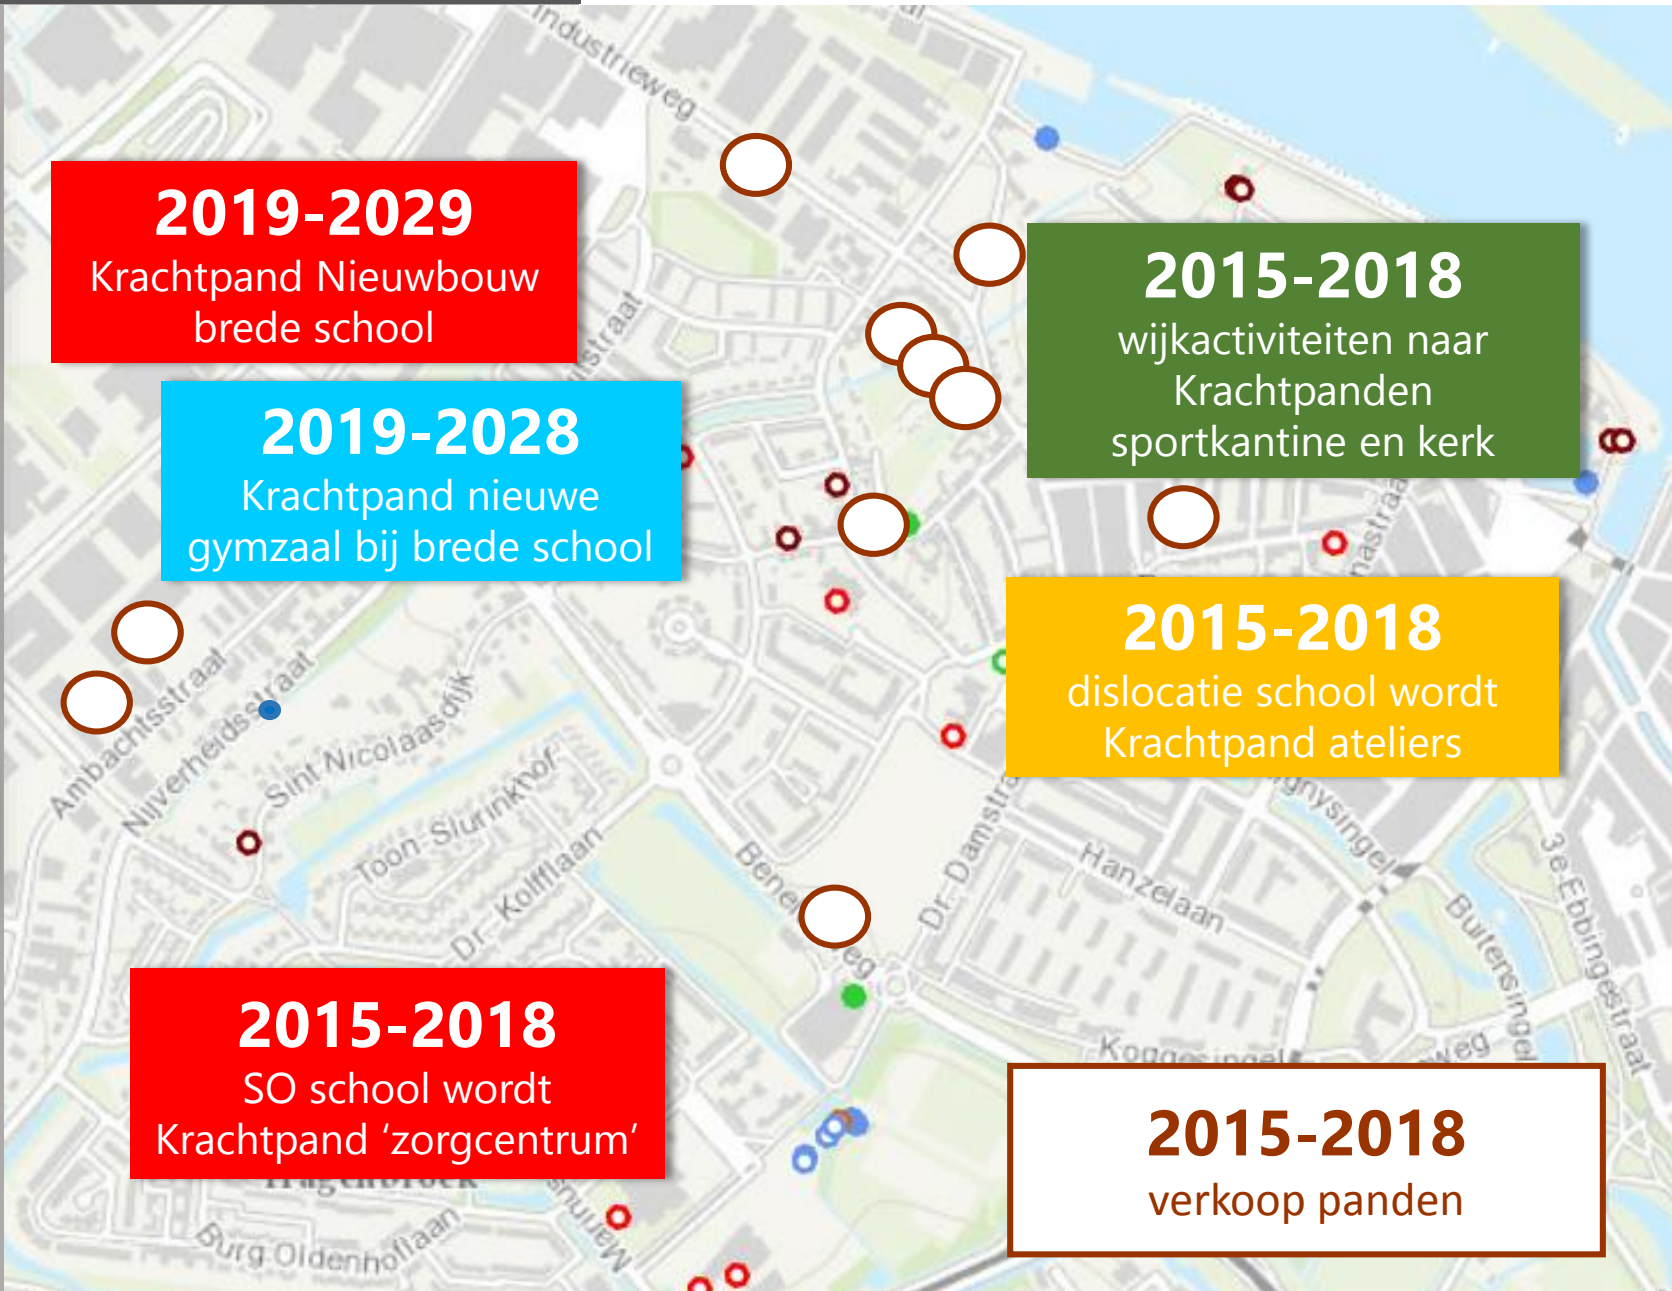 Industrieweg
2019-2029
Krachtpand Nieuwbouw
brede school
2015-2018
wijkactiviteiten naar
Krachtpanden
sportkantine en kerk
2019-2028
Krachtpand nieuwe
gymzaal bij brede school
2015-2018
dislocatie school wordt
Krachtpand ateliers
Ambachtsstraat
Nijverheidsstraat
Sint Nicolaasdijk
Toon Slurinkhof
Dr. Kolfflaan
Dr. Damstra
Hanzelaan
3e Ebbingestraat
Buitensingel
2015-2018
SO school wordt
Krachtpand ‘zorgcentrum’
Koggesingel
2015-2018
verkoop panden
Burg Oldenhoflaan